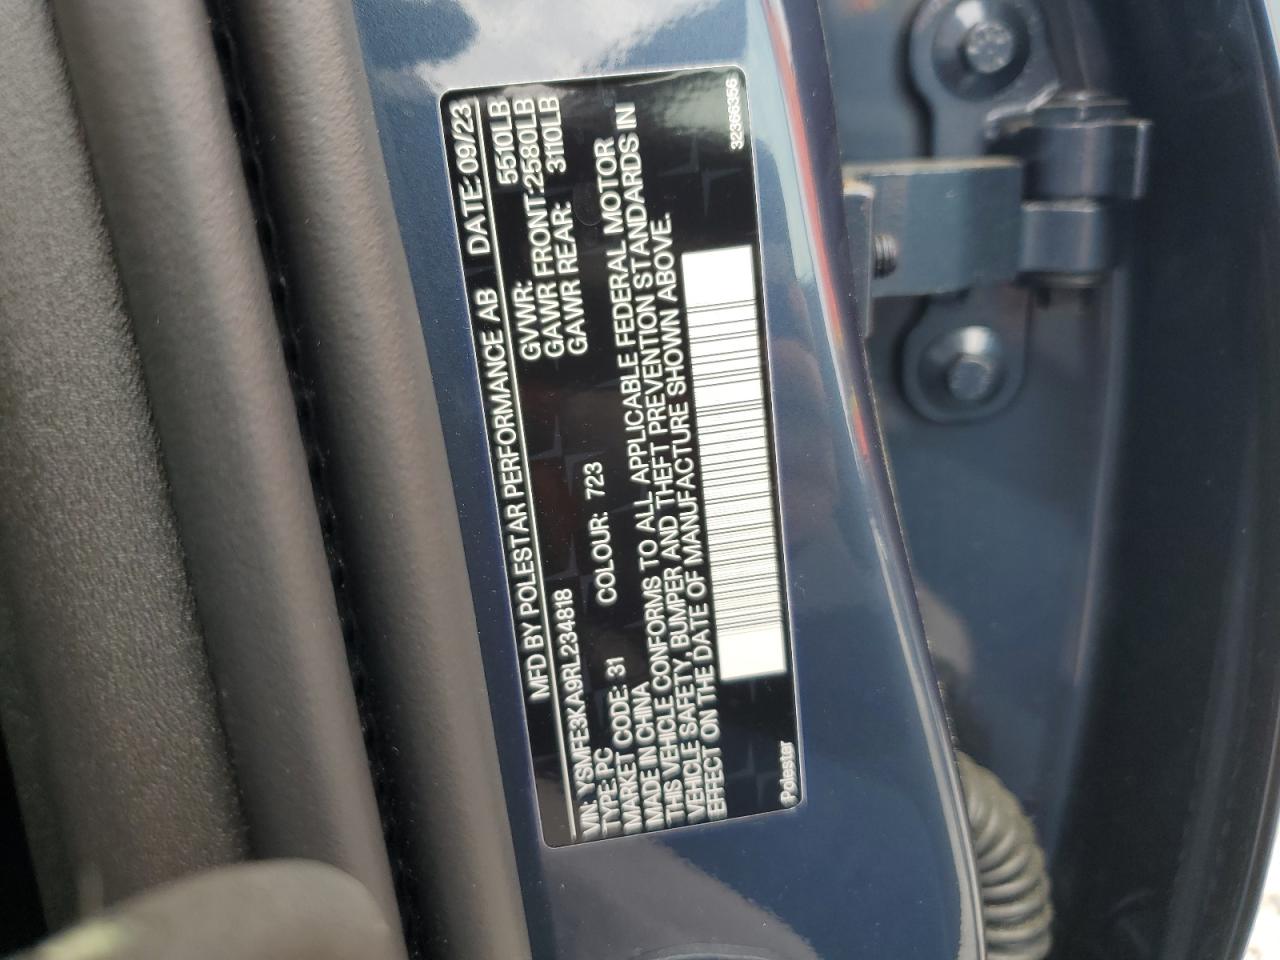 MFD BY POLESTAR PERFORMANCE AB DATE: 09/23
VIN: YSMFE3KA9RL234818 GVWR: 5510LB
TYPE: PC GAWR FRONT: 2580LB
MARKET CODE: 31 COLOUR: 723 GAWR REAR: 3110LB
MADE IN CHINA
THIS VEHICLE CONFORMS TO ALL APPLICABLE FEDERAL MOTOR
VEHICLE SAFETY, BUMPER AND THEFT PREVENTION STANDARDS IN
EFFECT ON THE DATE OF MANUFACTURE SHOWN ABOVE.
Polestar 32366356